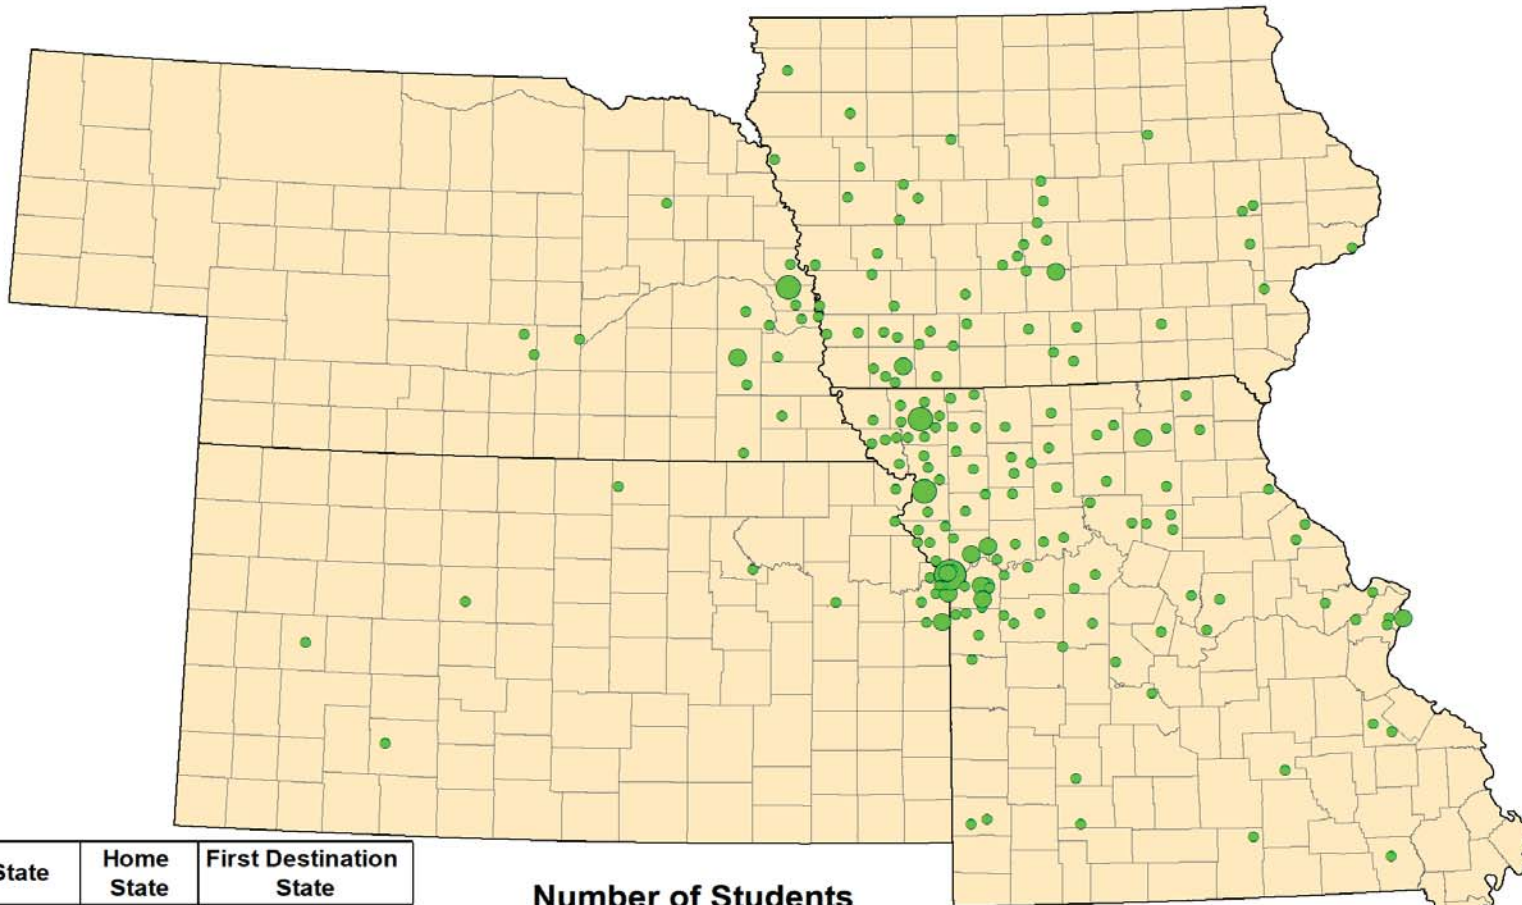 State
Home
State
First Destination
State
Number of Students